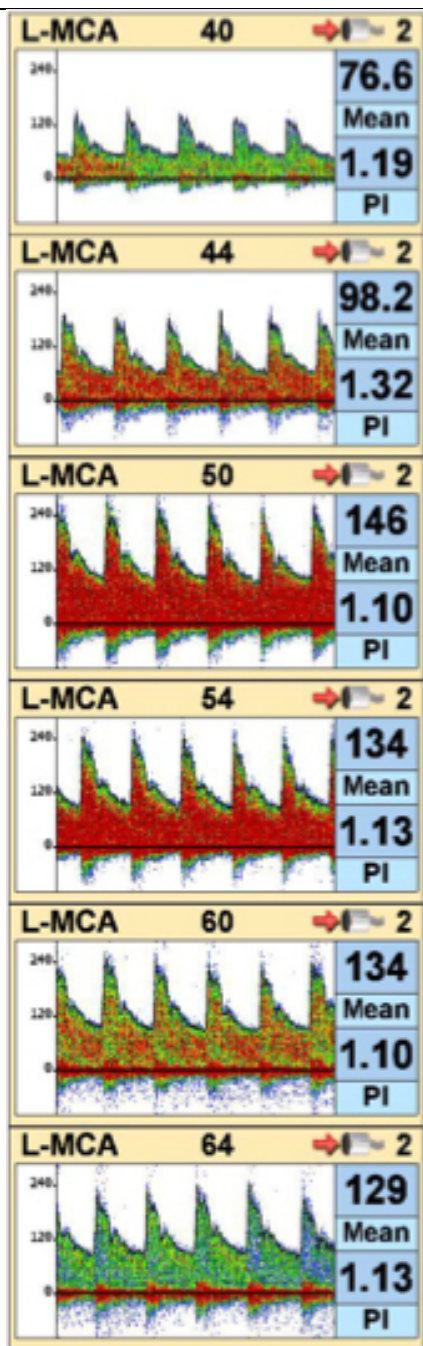 L-MCA 40 2
240
120
0
76.6
Mean
1.19
PI
L-MCA 44 2
240
120
0
98.2
Mean
1.32
PI
L-MCA 50 2
240
120
0
146
Mean
1.10
PI
L-MCA 54 2
240
120
0
134
Mean
1.13
PI
L-MCA 60 2
240
120
0
134
Mean
1.10
PI
L-MCA 64 2
240
120
0
129
Mean
1.13
PI